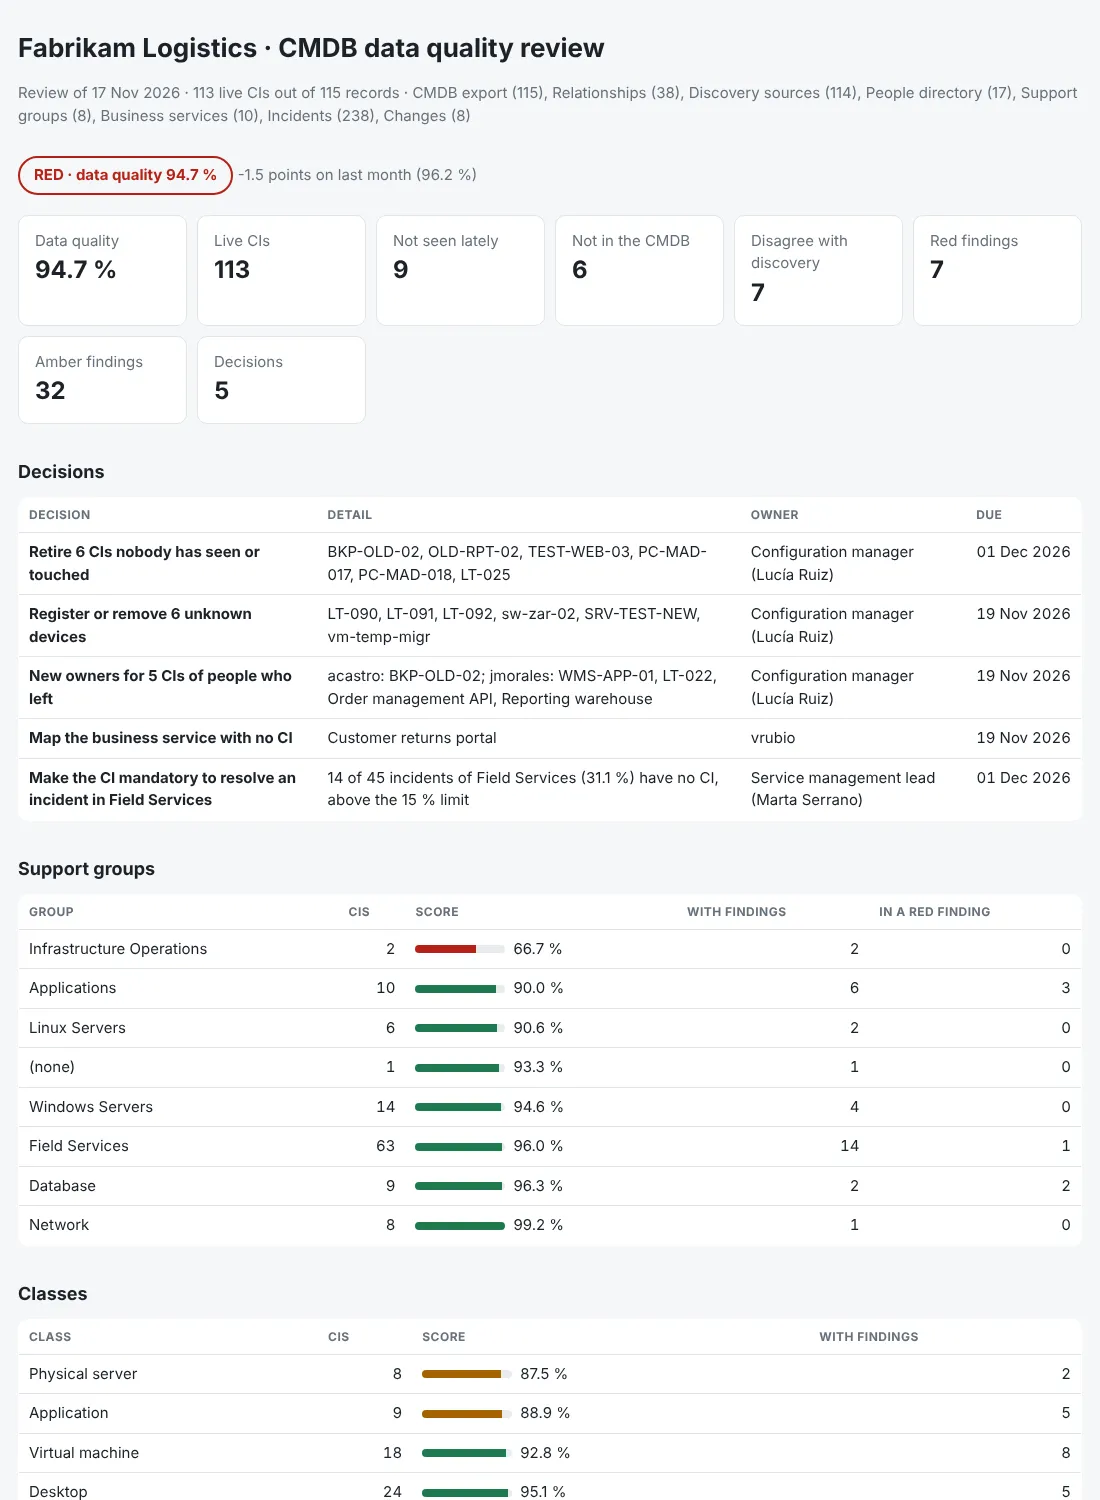 Fabrikam Logistics · CMDB data quality review
Review of 17 Nov 2026 · 113 live CIs out of 115 records · CMDB export (115), Relationships (38), Discovery sources (114), People directory (17), Support
groups (8), Business services (10), Incidents (238), Changes (8)
RED · data quality 94.7 % -1.5 points on last month (96.2 %)
Data quality
94.7 %
Live CIs
113
Not seen lately
9
Not in the CMDB
6
Disagree with
discovery
7
Red findings
7
Amber findings
32
Decisions
5
Decisions
DECISION DETAIL OWNER DUE
Retire 6 CIs nobody has seen or
touched
BKP-OLD-02, OLD-RPT-02, TEST-WEB-03, PC-MAD-
017, PC-MAD-018, LT-025
Configuration manager
(Lucía Ruiz)
01 Dec 2026
Register or remove 6 unknown
devices
LT-090, LT-091, LT-092, sw-zar-02, SRV-TEST-NEW,
vm-temp-migr
Configuration manager
(Lucía Ruiz)
19 Nov 2026
New owners for 5 CIs of people who
left
acastro: BKP-OLD-02; jmorales: WMS-APP-01, LT-022,
Order management API, Reporting warehouse
Configuration manager
(Lucía Ruiz)
19 Nov 2026
Map the business service with no CI
Customer returns portal
vrubio
19 Nov 2026
Make the CI mandatory to resolve an
incident in Field Services
14 of 45 incidents of Field Services (31.1 %) have no CI,
above the 15 % limit
Service management lead
(Marta Serrano)
01 Dec 2026
Support groups
GROUP CIS SCORE WITH FINDINGS IN A RED FINDING
Infrastructure Operations 2 66.7 % 2 0
Applications 10 90.0 % 6 3
Linux Servers 6 90.6 % 2 0
(none) 1 93.3 % 1 0
Windows Servers 14 94.6 % 4 0
Field Services 63 96.0 % 14 1
Database 9 96.3 % 2 2
Network 8 99.2 % 1 0
Classes
CLASS CIS SCORE WITH FINDINGS
Physical server 8 87.5 % 2
Application 9 88.9 % 5
Virtual machine 18 92.8 % 8
Desktop 24 95.1 % 5